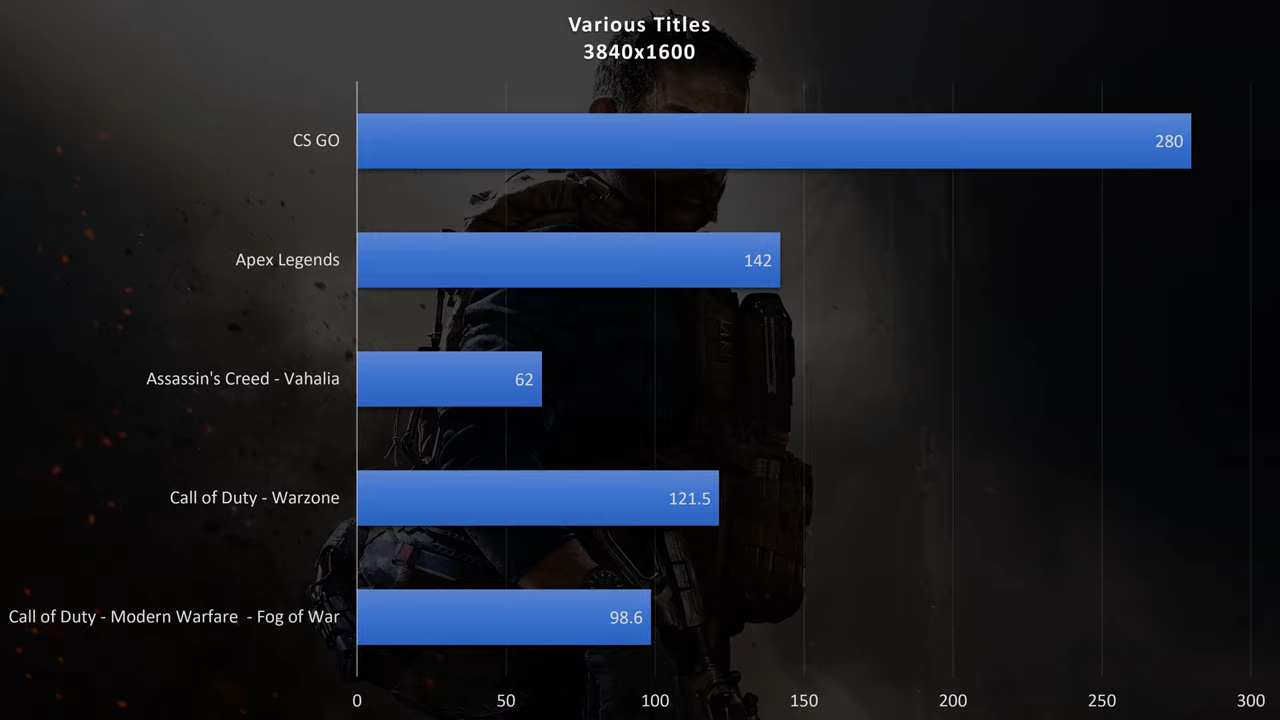 Various Titles
3840x1600
CS GO
280
Apex Legends
142
Assassin's Creed - Vahalia
62
Call of Duty - Warzone
121.5
Call of Duty - Modern Warfare  - Fog of War
98.6
0 50 100 150 200 250 300